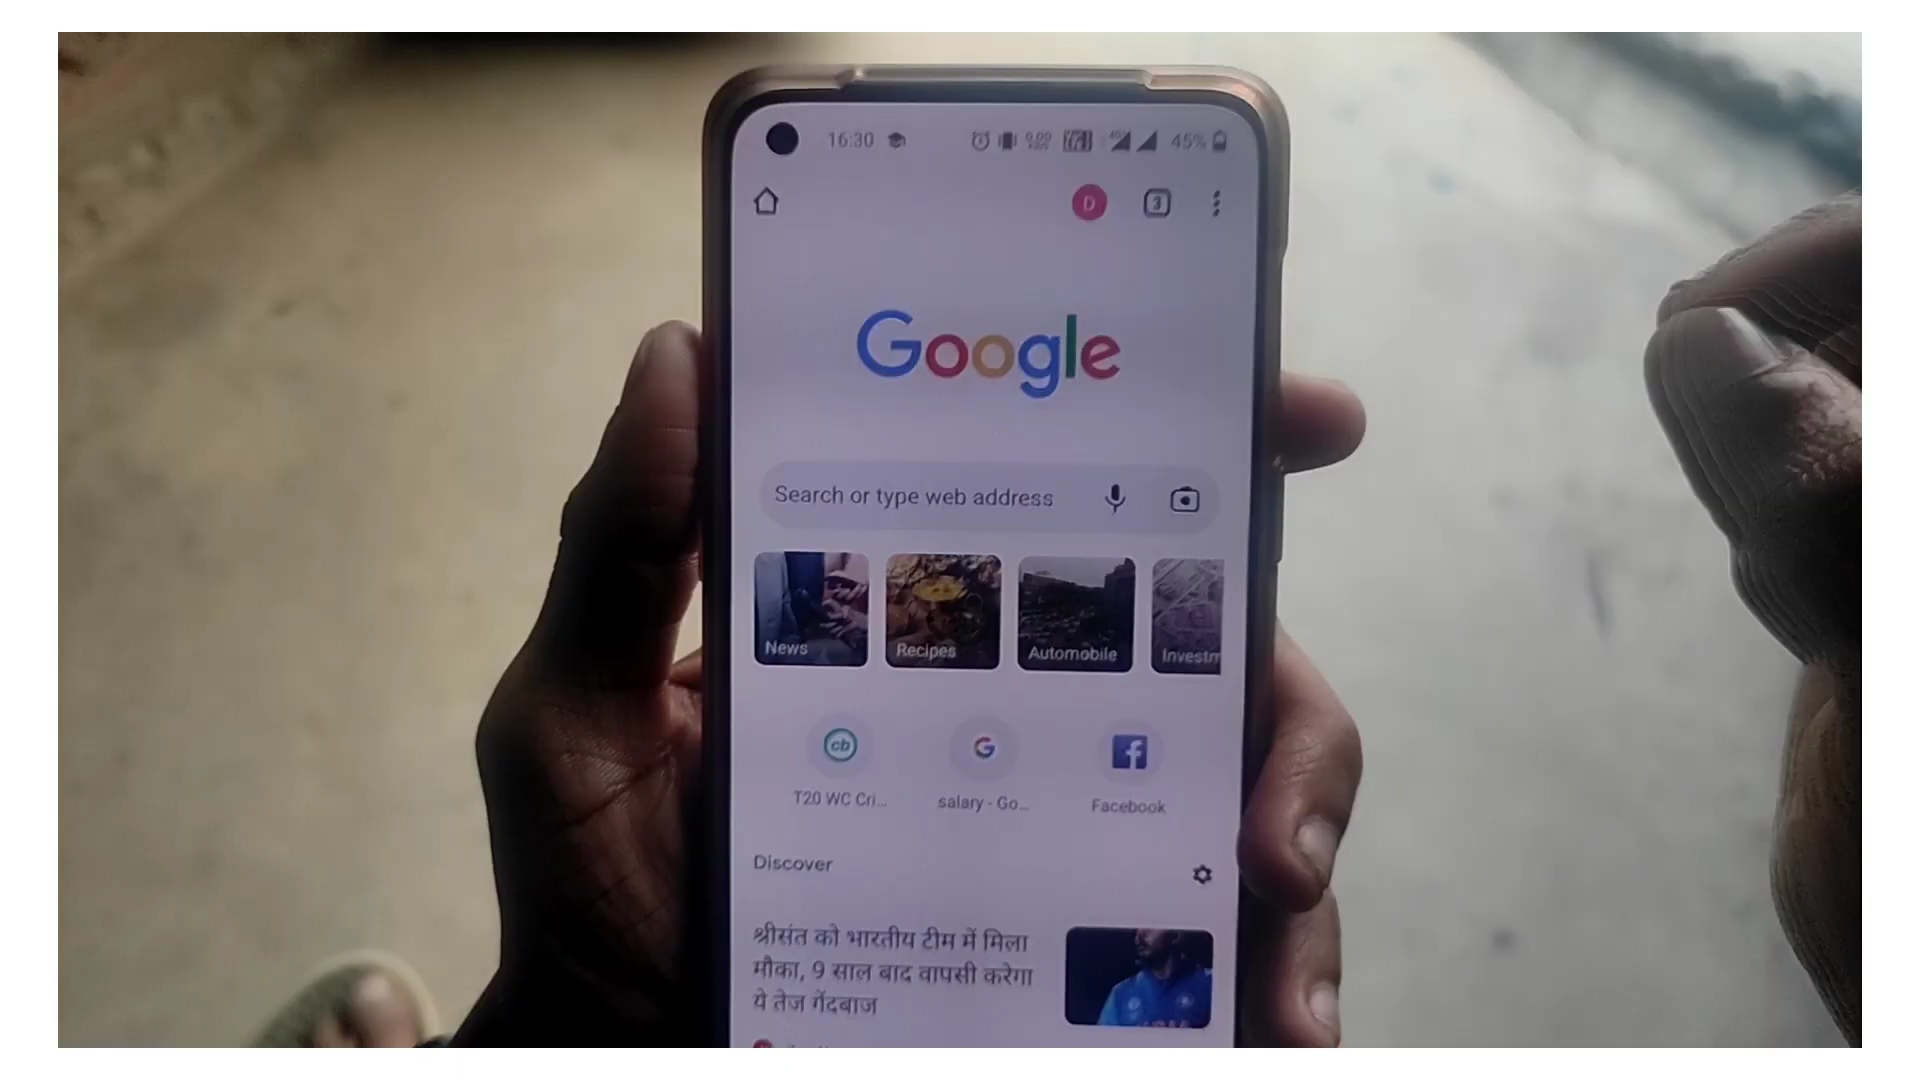 16:30 45%
D 3
Google
Search or type web address
News Recipes Automobile Investm
cb G f
T20 WC Cri... salary - Go... Facebook
Discover
श्रीसंत को भारतीय टीम में मिला
मौका, 9 साल बाद वापसी करेगा
ये तेज गेंदबाज